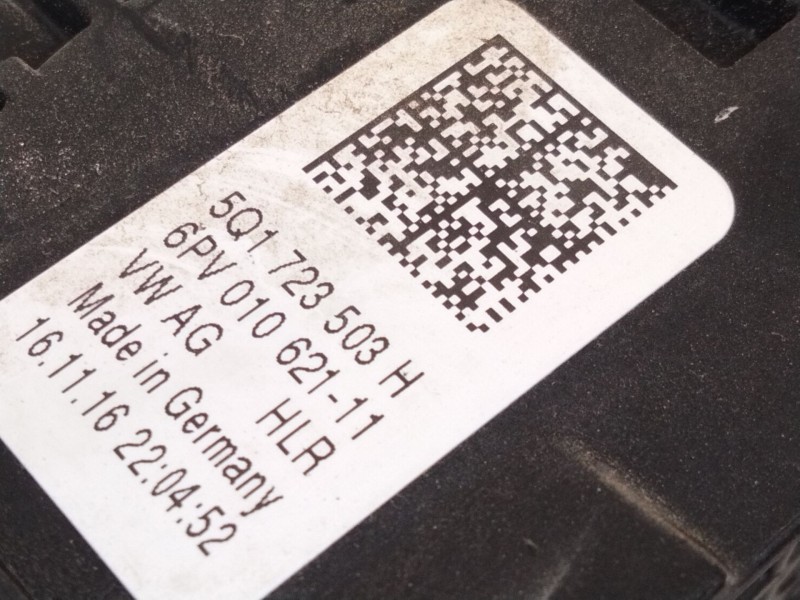 5Q1 723 503 H
6PV 010 621-11
VW AG HLR
Made in Germany
16.11.16 22:04:52